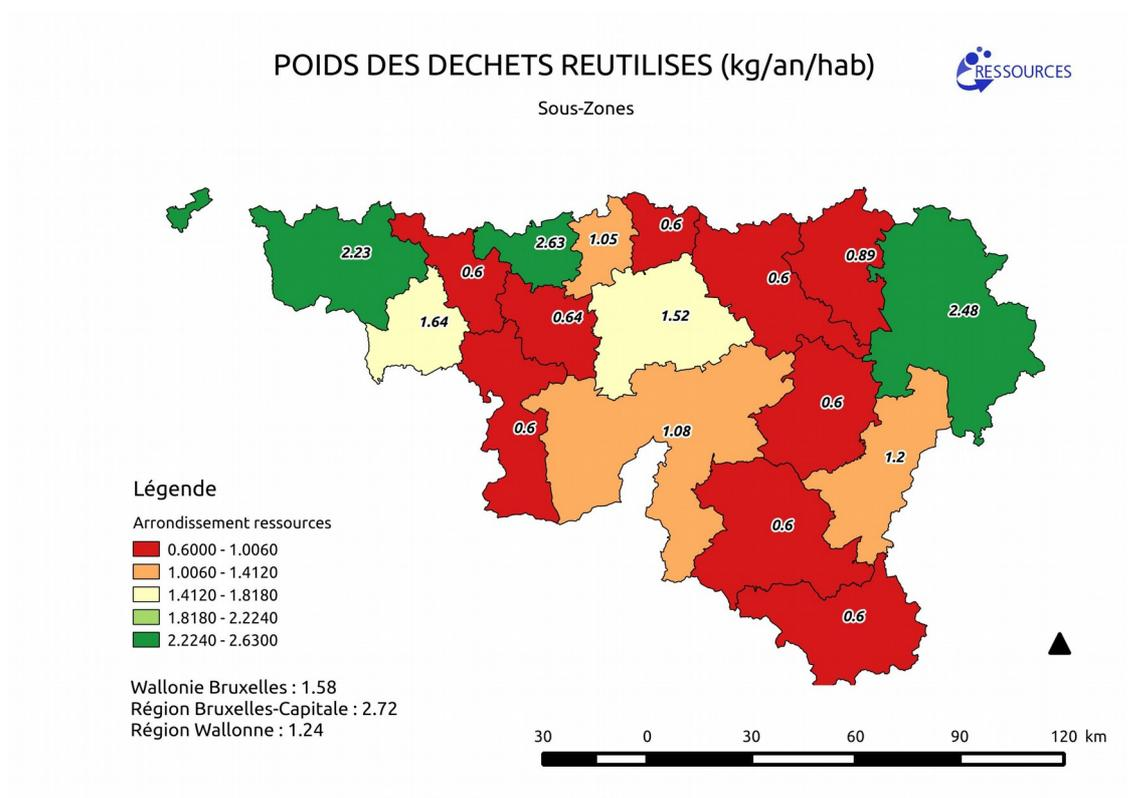 POIDS DES DECHETS REUTILISES (kg/an/hab)
RESSOURCES
Sous-Zones
2.23
2.63
1.05
0.6
0.6
0.89
0.6
2.48
1.64
0.64
1.52
0.6
0.6
1.08
1.2
0.6
0.6
Légende
Arrondissement ressources
0.6000 - 1.0060
1.0060 - 1.4120
1.4120 - 1.8180
1.8180 - 2.2240
2.2240 - 2.6300
Wallonie Bruxelles : 1.58
Région Bruxelles-Capitale : 2.72
Région Wallonne : 1.24
30 0 30 60 90 120 km